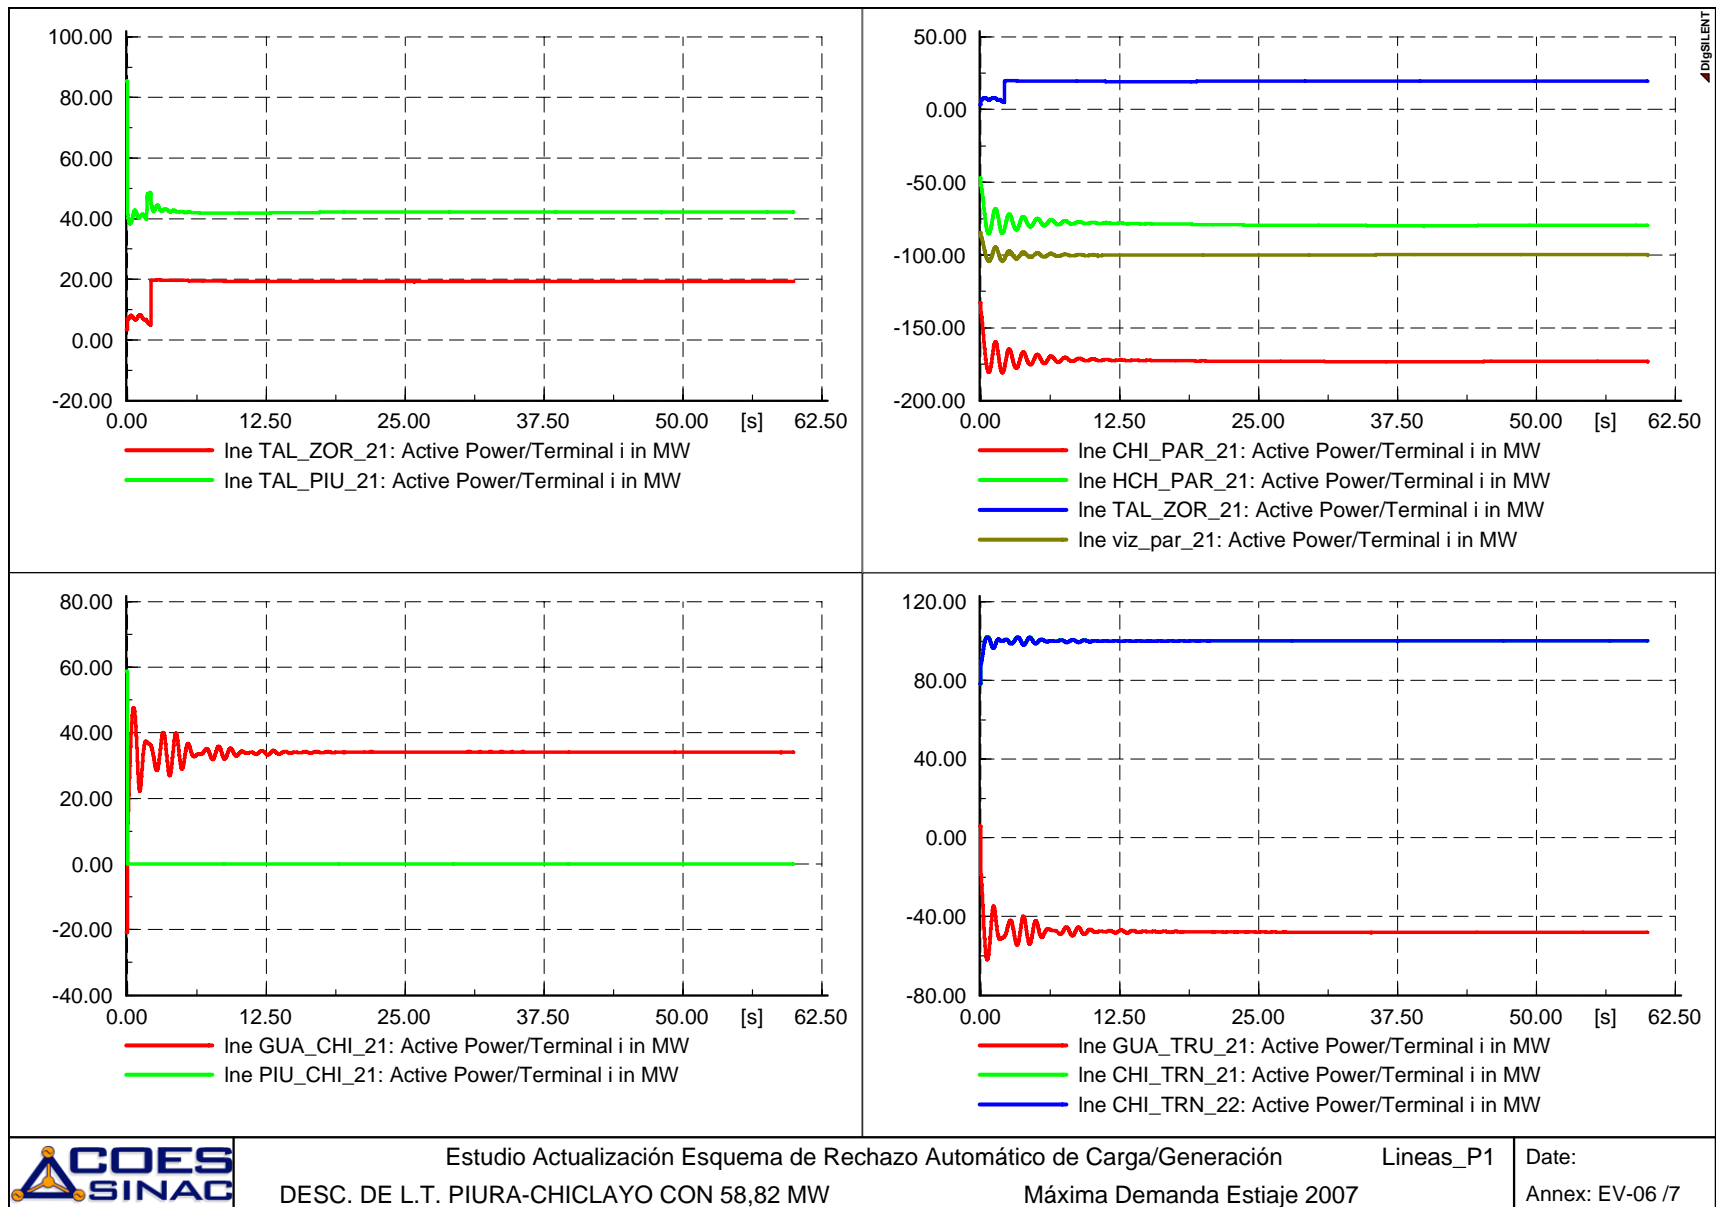 100.00
80.00
60.00
40.00
20.00
0.00
-20.00
0.00 12.50 25.00 37.50 50.00 [s] 62.50
lne TAL_ZOR_21: Active Power/Terminal i in MW
lne TAL_PIU_21: Active Power/Terminal i in MW
DIgSILENT
50.00
0.00
-50.00
-100.00
-150.00
-200.00
0.00 12.50 25.00 37.50 50.00 [s] 62.50
lne CHI_PAR_21: Active Power/Terminal i in MW
lne HCH_PAR_21: Active Power/Terminal i in MW
lne TAL_ZOR_21: Active Power/Terminal i in MW
lne viz_par_21: Active Power/Terminal i in MW
80.00
60.00
40.00
20.00
0.00
-20.00
-40.00
0.00 12.50 25.00 37.50 50.00 [s] 62.50
lne GUA_CHI_21: Active Power/Terminal i in MW
lne PIU_CHI_21: Active Power/Terminal i in MW
120.00
80.00
40.00
0.00
-40.00
-80.00
0.00 12.50 25.00 37.50 50.00 [s] 62.50
lne GUA_TRU_21: Active Power/Terminal i in MW
lne CHI_TRN_21: Active Power/Terminal i in MW
lne CHI_TRN_22: Active Power/Terminal i in MW
COES
SINAC
Estudio Actualización Esquema de Rechazo Automático de Carga/Generación Lineas_P1
DESC. DE L.T. PIURA-CHICLAYO CON 58,82 MW Máxima Demanda Estiaje 2007
Date:
Annex: EV-06 /7